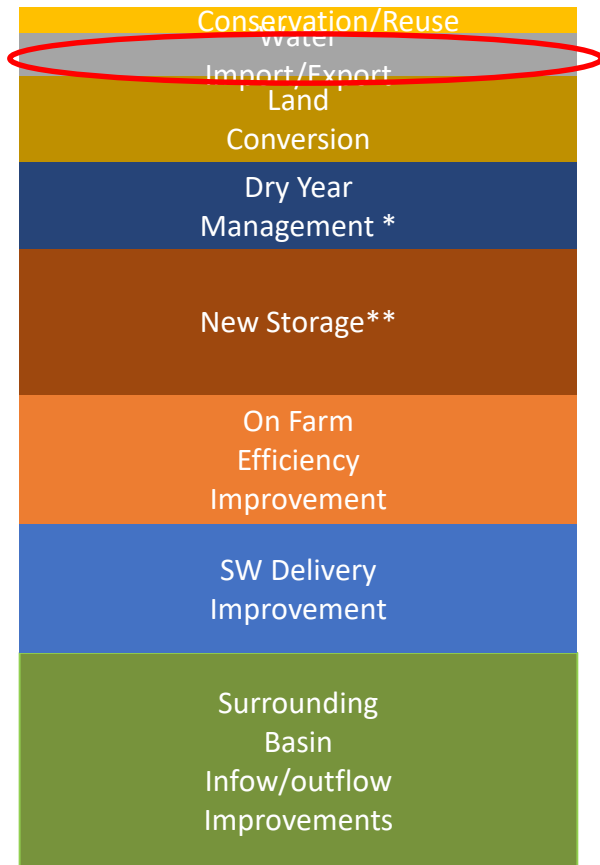 Conservation/Reuse
Water
Import/Export
Land
Conversion
Dry Year
Management *
New Storage**
On Farm
Efficiency
Improvement
SW Delivery
Improvement
Surrounding
Basin
Infow/outflow
Improvements